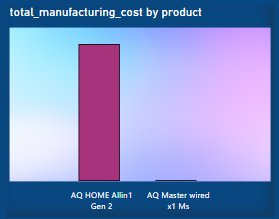 total_manufacturing_cost by product
AQ HOME Allin1
Gen 2
AQ Master wired
x1 Ms